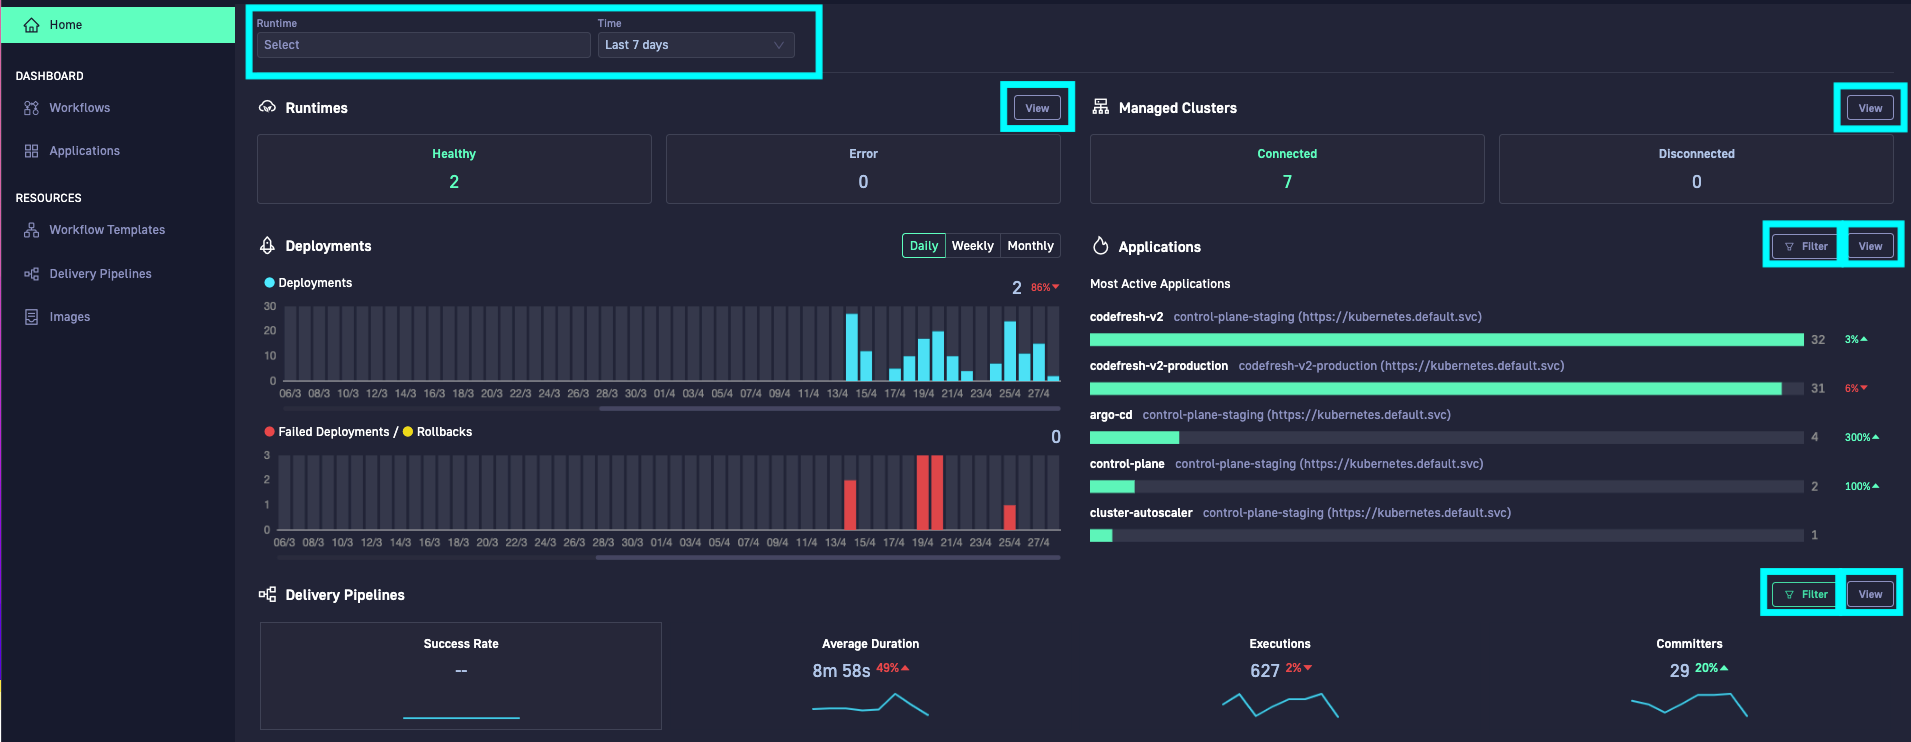 Home
DASHBOARD
Workflows
Applications
RESOURCES
Workflow Templates
Delivery Pipelines
Images
Runtime
Time
Select
Last 7 days
Runtimes
View
Healthy
2
Error
0
Managed Clusters
View
Connected
7
Disconnected
0
Deployments
Daily Weekly Monthly
Deployments
2 86%
30
20
10
0
06/3 08/3 10/3 12/3 14/3 16/3 18/3 20/3 22/3 24/3 26/3 28/3 30/3 01/4 03/4 05/4 07/4 09/4 11/4 13/4 15/4 17/4 19/4 21/4 23/4 25/4 27/4
Failed Deployments / Rollbacks
0
3
2
1
0
06/3 08/3 10/3 12/3 14/3 16/3 18/3 20/3 22/3 24/3 26/3 28/3 30/3 01/4 03/4 05/4 07/4 09/4 11/4 13/4 15/4 17/4 19/4 21/4 23/4 25/4 27/4
Applications
Filter
View
Most Active Applications
codefresh-v2 control-plane-staging (https://kubernetes.default.svc)
32 3%
codefresh-v2-production codefresh-v2-production (https://kubernetes.default.svc)
31 6%
argo-cd control-plane-staging (https://kubernetes.default.svc)
4 300%
control-plane control-plane-staging (https://kubernetes.default.svc)
2 100%
cluster-autoscaler control-plane-staging (https://kubernetes.default.svc)
1
Delivery Pipelines
Filter
View
Success Rate
--
Average Duration
8m 58s 49%
Executions
627 2%
Committers
29 20%